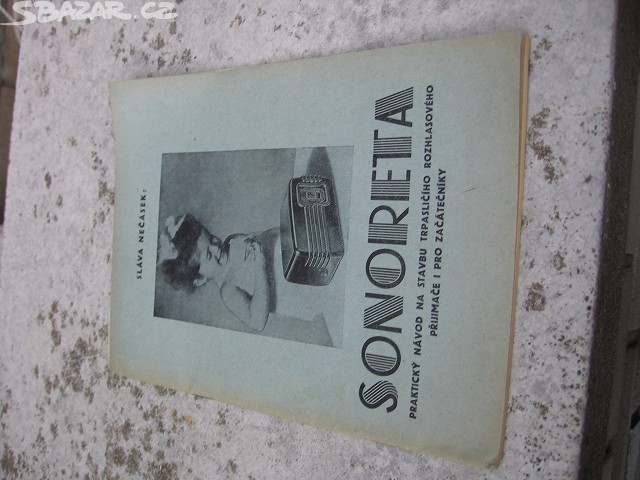 SBAZAR.CZ
SLÁVA NEČÁSEK:
SONORETA
PRAKTICKÝ NÁVOD NA STAVBU TRPASLIČÍHO ROZHLASOVÉHO
PŘIJIMAČE I PRO ZAČÁTEČNÍKY